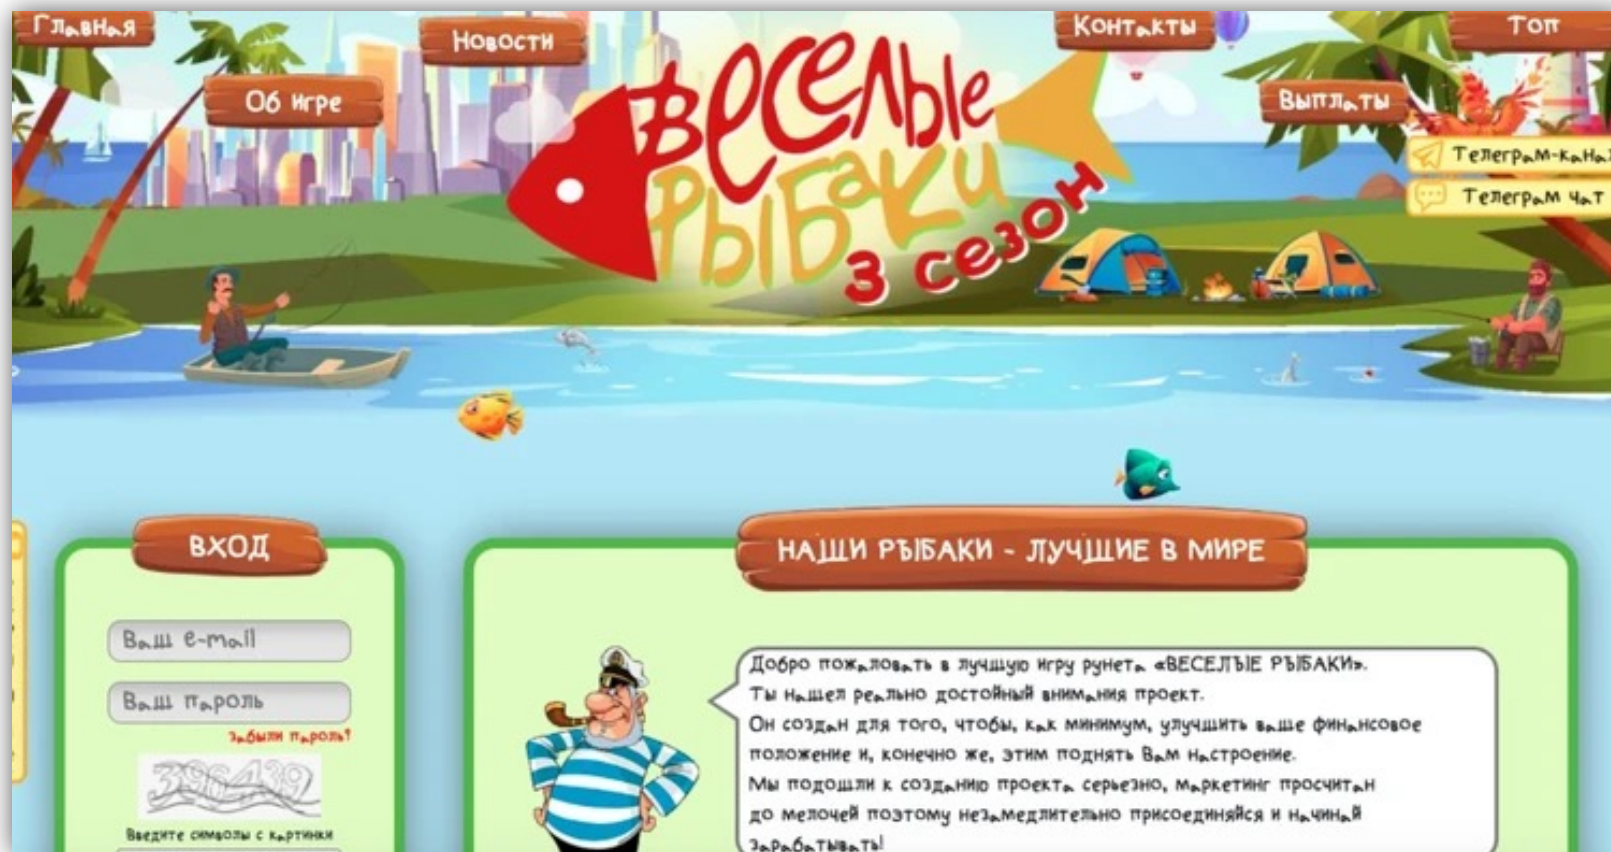 Главная
Новости
Контакты
Топ
Об игре
Выплаты
ВЕСЕЛЫЕ
РЫБАКИ
3 сезон
Телеграм-кана
Телеграм чат
ВХОД
НАШИ РЫБАКИ - ЛУЧШИЕ В МИРЕ
Ваш e-mail
Ваш пароль
Забыли пароль?
396439
Введите символы с картинки
Добро пожаловать в лучшую игру рунета «ВЕСЕЛЫЕ РЫБАКИ».
Ты нашел реально достойный внимания проект.
Он создан для того, чтобы, как минимум, улучшить ваше финансовое
положение и, конечно же, этим поднять Вам настроение.
Мы подошли к созданию проекта серьезно, маркетинг просчитан
до мелочей поэтому незамедлительно присоединяйся и начинай
зарабатывать!